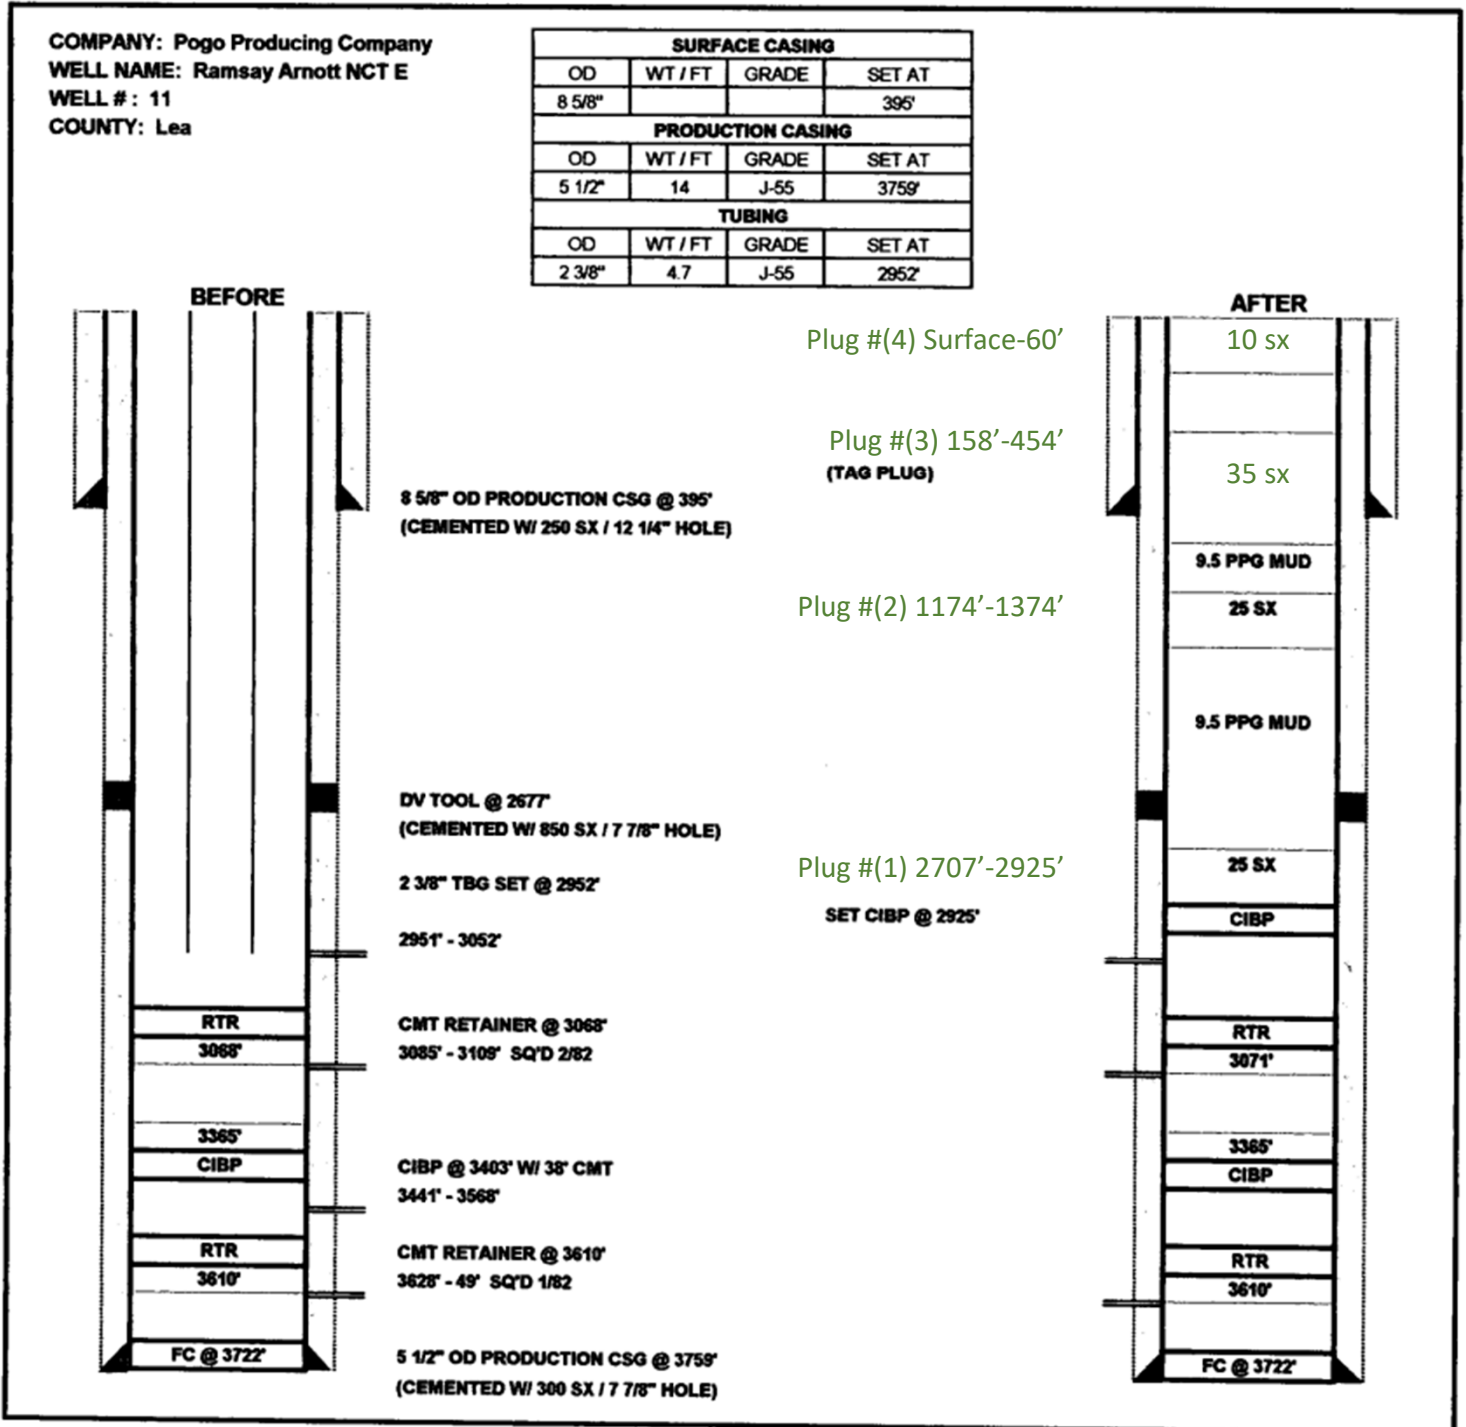 COMPANY: Pogo Producing Company
WELL NAME: Ramsay Arnott NCT E
WELL # : 11
COUNTY: Lea
SURFACE CASING
OD WT / FT GRADE SET AT
8 5/8" 395'
PRODUCTION CASING
OD WT / FT GRADE SET AT
5 1/2" 14 J-55 3759'
TUBING
OD WT / FT GRADE SET AT
2 3/8" 4.7 J-55 2952'
BEFORE
8 5/8" OD PRODUCTION CSG @ 395'
(CEMENTED W/ 250 SX / 12 1/4" HOLE)
DV TOOL @ 2677'
(CEMENTED W/ 850 SX / 7 7/8" HOLE)
2 3/8" TBG SET @ 2952'
2951' - 3052'
RTR
3068'
CMT RETAINER @ 3068'
3085' - 3109' SQ'D 2/82
3365'
CIBP
CIBP @ 3403' W/ 38' CMT
3441' - 3568'
RTR
3610'
CMT RETAINER @ 3610'
3628' - 49' SQ'D 1/82
FC @ 3722'
5 1/2" OD PRODUCTION CSG @ 3759'
(CEMENTED W/ 300 SX / 7 7/8" HOLE)
AFTER
Plug #(4) Surface-60’
10 sx
Plug #(3) 158’-454’
(TAG PLUG)
35 sx
9.5 PPG MUD
Plug #(2) 1174’-1374’
25 SX
9.5 PPG MUD
Plug #(1) 2707’-2925’
25 SX
SET CIBP @ 2925'
CIBP
RTR
3071'
3365'
CIBP
RTR
3610'
FC @ 3722'